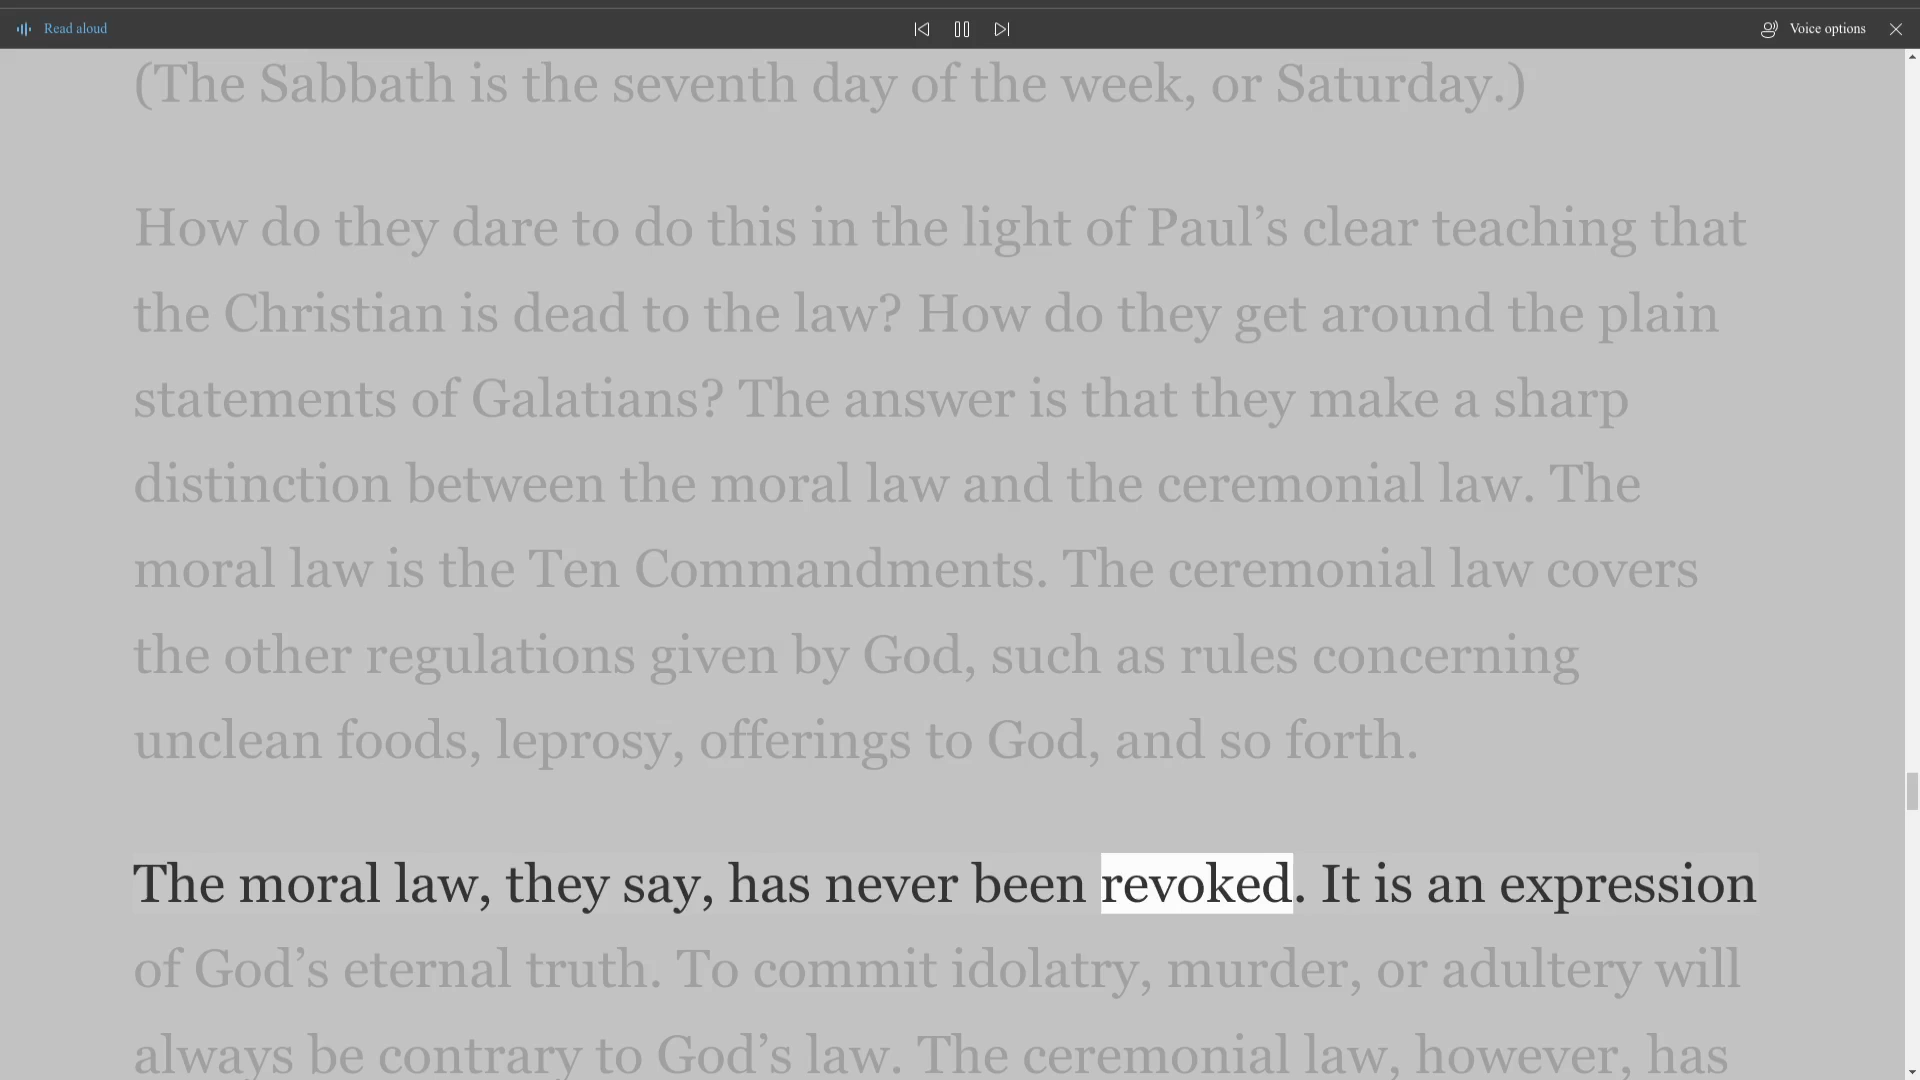 Read aloud
Voice options
(The Sabbath is the seventh day of the week, or Saturday.)
How do they dare to do this in the light of Paul’s clear teaching that
the Christian is dead to the law? How do they get around the plain
statements of Galatians? The answer is that they make a sharp
distinction between the moral law and the ceremonial law. The
moral law is the Ten Commandments. The ceremonial law covers
the other regulations given by God, such as rules concerning
unclean foods, leprosy, offerings to God, and so forth.
The moral law, they say, has never been revoked. It is an expression
of God’s eternal truth. To commit idolatry, murder, or adultery will
always be contrary to God’s law. The ceremonial law, however, has